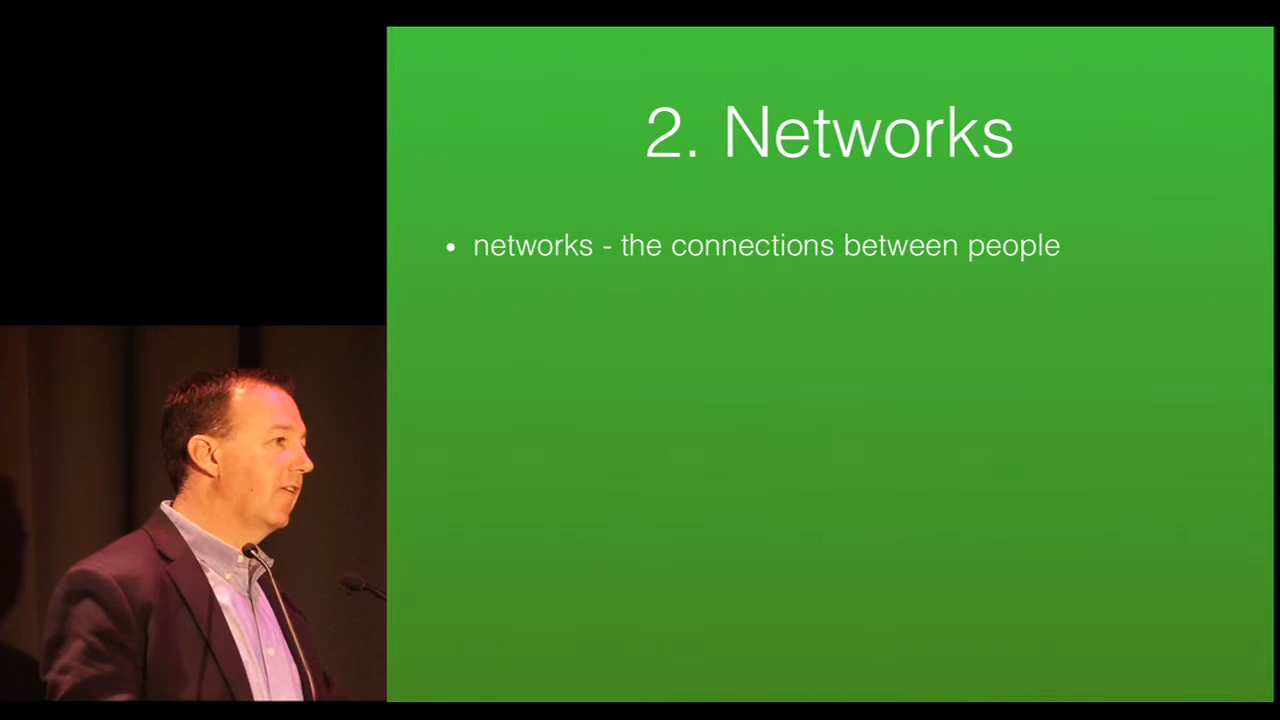 2. Networks
• networks - the connections between people